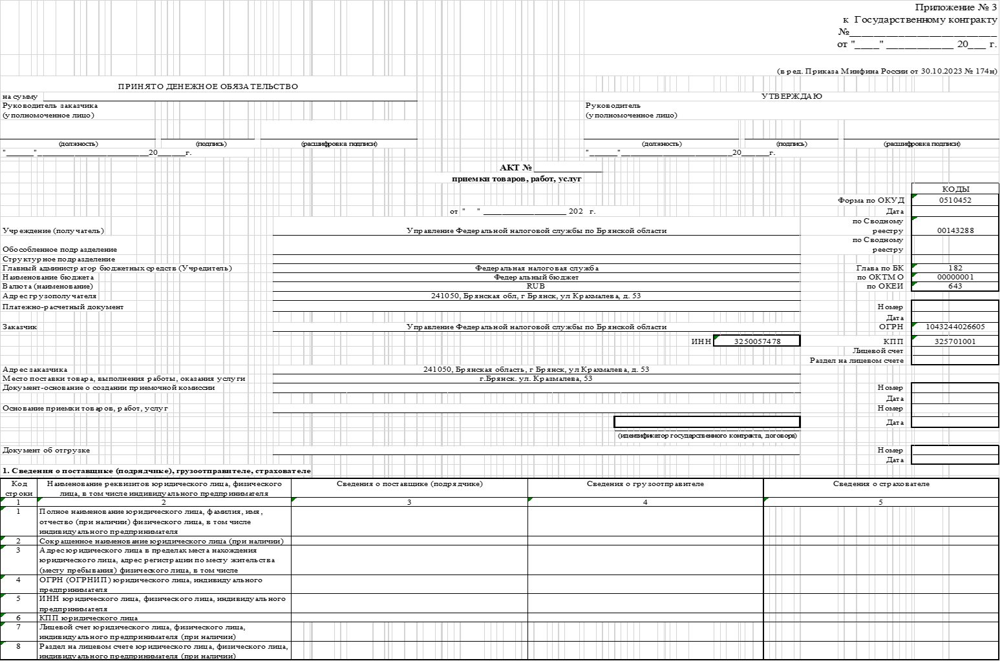 Приложение № 3
к Государственному контракту
№________________________
от "____" ____________ 20___ г.
(в ред. Приказа Минфина России от 30.10.2023 № 174н)
ПРИНЯТО ДЕНЕЖНОЕ ОБЯЗАТЕЛЬСТВО
на сумму
УТВЕРЖДАЮ
Руководитель заказчика
(уполномоченное лицо)
Руководитель
(уполномоченное лицо)
(должность) (подпись) (расшифровка подписи)
(должность) (подпись) (расшифровка подписи)
"______"________________________20______г.
"______"________________________20______г.
АКТ № _______________
приемки товаров, работ, услуг
КОДЫ
Форма по ОКУД 0510452
от " " __________________ 202 г.
Дата
Учреждение (получатель) Управление Федеральной налоговой службы по Брянской области
по Сводному
реестру 00143288
Обособленное подразделение
по Сводному
реестру
Структурное подразделение
Главный администратор бюджетных средств (Учредитель) Федеральная налоговая служба Глава по БК 182
Наименование бюджета Федеральный бюджет по ОКТМО 00000001
Валюта (наименование) RUB по ОКЕИ 643
Адрес грузополучателя 241050, Брянская обл, г Брянск, ул Крахмалева, д. 53
Платежно-расчетный документ Номер
Дата
Заказчик Управление Федеральной налоговой службы по Брянской области ОГРН 1043244026605
ИНН 3250057478 КПП 325701001
Лицевой счет
Раздел на лицевом счете
Адрес заказчика 241050, Брянская область, г Брянск, ул Крахмалева, д. 53
Место поставки товара, выполнения работы, оказания услуги г.Брянск. ул. Кразмалева, 53
Документ-основание о создании приемочной комиссии Номер
Дата
Основание приемки товаров, работ, услуг Номер
Дата
(идентификатор государственного контракта, договора)
Документ об отгрузке Номер
Дата
1. Сведения о поставщике (подрядчике), грузоотправителе, страхователе
Код
строки
Наименование реквизитов юридического лица, физического
лица, в том числе индивидуального предпринимателя
Сведения о поставщике (подрядчике)
Сведения о грузоотправителе
Сведения о страхователе
1 2 3 4 5
1 Полное наименование юридического лица, фамилия, имя,
отчество (при наличии) физического лица, в том числе
индивидуального предпринимателя
2 Сокращенное наименование юридического лица (при наличии)
3 Адрес юридического лица в пределах места нахождения
юридического лица, адрес регистрации по месту жительства
(месту пребывания) физического лица, в том числе
4 ОГРН (ОГРНИП) юридического лица, индивидуального
предпринимателя
5 ИНН юридического лица, физического лица, индивидуального
предпринимателя
6 КПП юридического лица
7 Лицевой счет юридического лица, физического лица,
индивидуального предпринимателя (при наличии)
8 Раздел на лицевом счете юридического лица, физического лица,
индивидуального предпринимателя (при наличии)